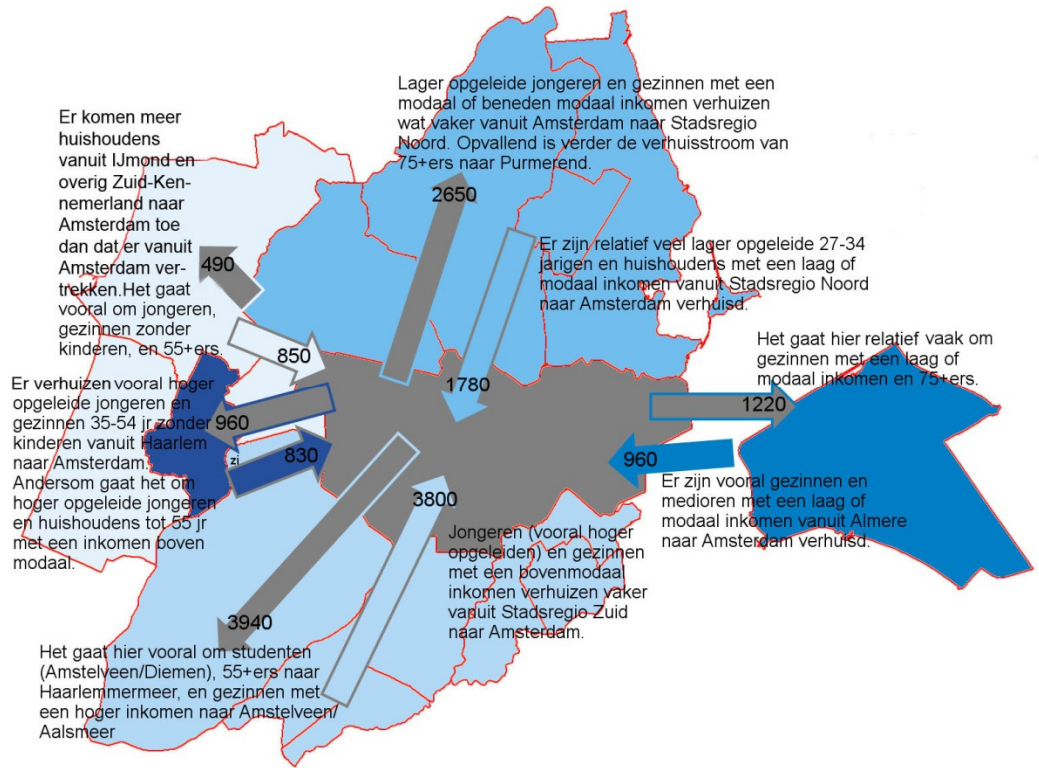 Lager opgeleide jongeren en gezinnen met een
modaal of beneden modaal inkomen verhuizen
wat vaker vanuit Amsterdam naar Stadsregio
Noord. Opvallend is verder de verhuisstroom van
75+ers naar Purmerend.
2650
Er komen meer
huishoudens
vanuit IJmond en
overig Zuid-Ken-
nemerland naar
Amsterdam toe
dan dat er vanuit
Amsterdam ver-
trekken.Het gaat
vooral om jongeren,
gezinnen zonder
kinderen, en 55+ers.
490
850
Er zijn relatief veel lager opgeleide 27-34
jarigen en huishoudens met een laag of
modaal inkomen vanuit Stadsregio Noord
naar Amsterdam verhuisd.
1780
Het gaat hier relatief vaak om
gezinnen met een laag of
modaal inkomen en 75+ers.
1220
960
Er zijn vooral gezinnen en
medioren met een laag of
modaal inkomen vanuit Almere
naar Amsterdam verhuisd.
Er verhuizen vooral hoger
opgeleide jongeren en
gezinnen 35-54 jr zonder
kinderen vanuit Haarlem
naar Amsterdam.
Andersom gaat het om
hoger opgeleide jongeren
en huishoudens tot 55 jr
met een inkomen boven
modaal.
960
zi
830
3800
Jongeren (vooral hoger
opgeleiden) en gezinnen
met een bovenmodaal
inkomen verhuizen vaker
vanuit Stadsregio Zuid
naar Amsterdam.
3940
Het gaat hier vooral om studenten
(Amstelveen/Diemen), 55+ers naar
Haarlemmermeer, en gezinnen met
een hoger inkomen naar Amstelveen/
Aalsmeer